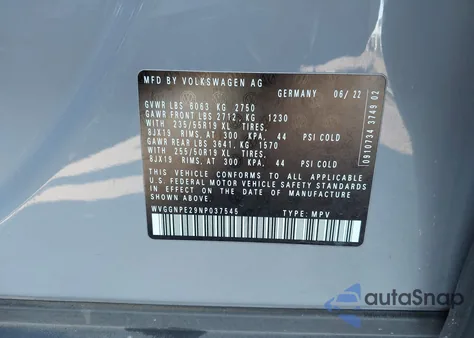 MFD BY VOLKSWAGEN AG
GERMANY 06/22
GVWR LBS 6063 KG 2750
GAWR FRONT LBS 2712 KG 1230
WITH 235/55R19 XL TIRES,
8JX19 RIMS, AT 300 KPA, 44 PSI COLD
GAWR REAR LBS 3641 KG 1570
WITH 255/50R19 XL TIRES,
8JX19 RIMS, AT 300 KPA, 44 PSI COLD
THIS VEHICLE CONFORMS TO ALL APPLICABLE
U.S. FEDERAL MOTOR VEHICLE SAFETY STANDARDS
IN EFFECT ON THE DATE OF MANUFACTURE
SHOWN ABOVE
WVGGNPE29NP037545 TYPE: MPV
0910734 3749 02
autoSnap